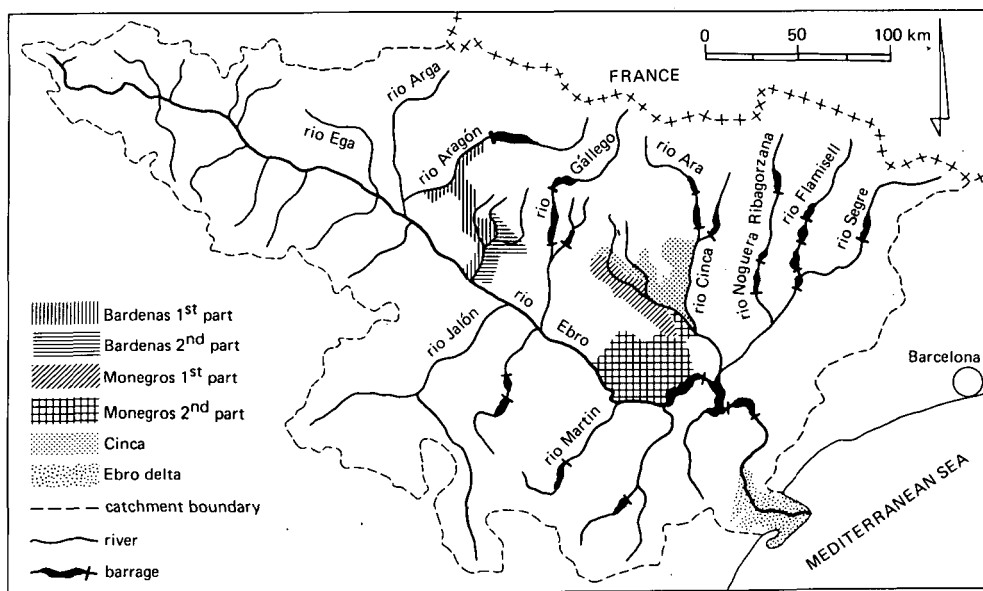 0 50 100 km
FRANCE
rio Arga
rio Ega
rio Aragón
rio Gállego
rio Ara
rio Cinca
rio Noguera Ribagorzana
rio Flamisell
rio Segre
rio Ebro
rio Jalón
rio Martin
Barcelona
MEDITERRANEAN SEA
Bardenas 1st part
Bardenas 2nd part
Monegros 1st part
Monegros 2nd part
Cinca
Ebro delta
catchment boundary
river
barrage